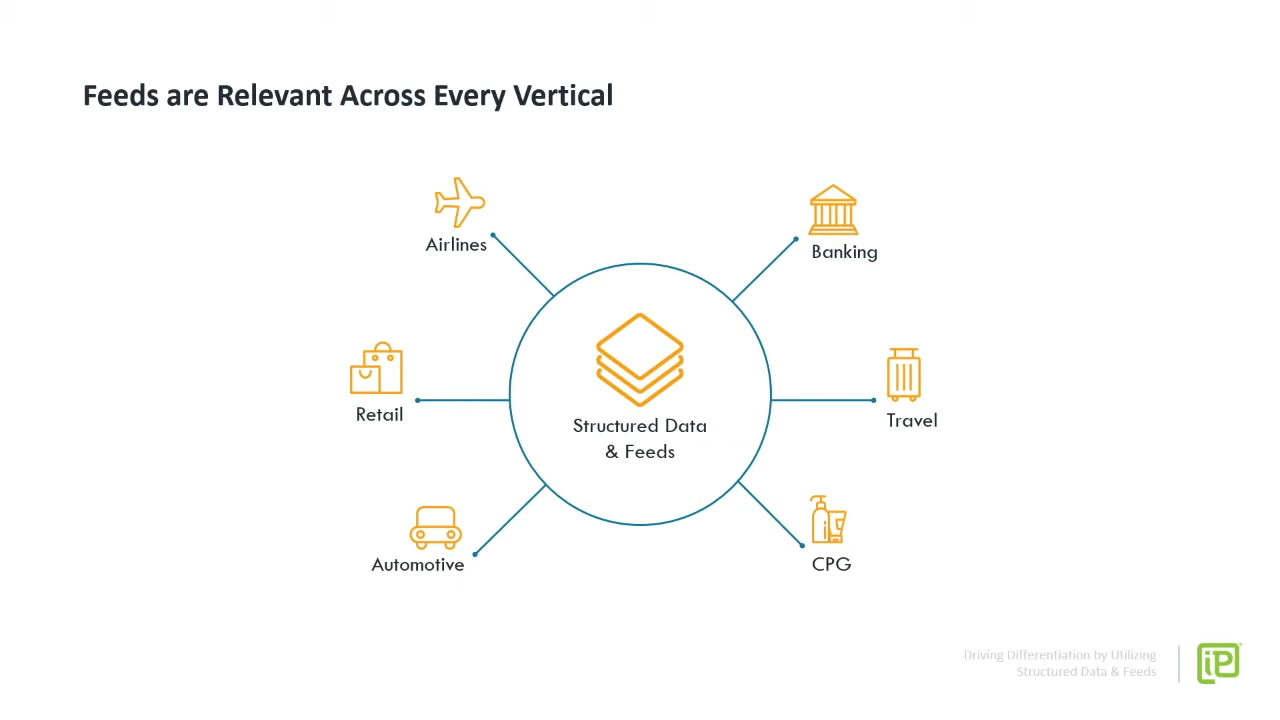 Feeds are Relevant Across Every Vertical
Airlines
Banking
Retail
Travel
Structured Data
& Feeds
Automotive
CPG
Driving Differentiation by Utilizing
Structured Data & Feeds
iP